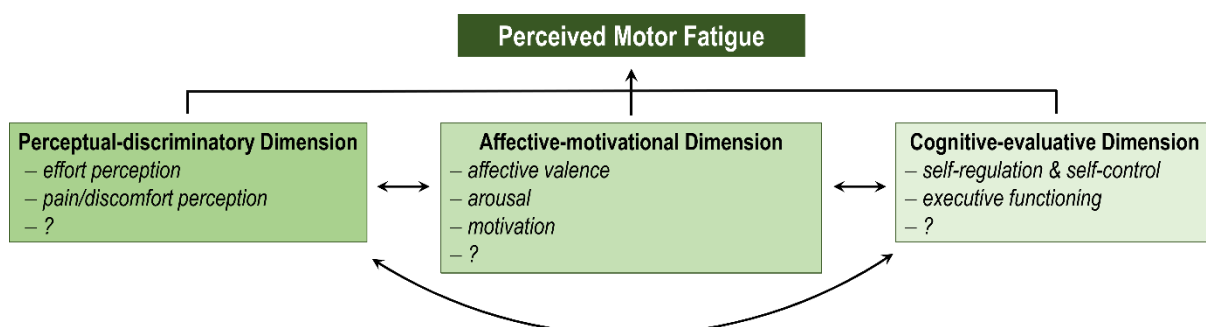 Perceived Motor Fatigue
Perceptual-discriminatory Dimension
– effort perception
– pain/discomfort perception
– ?
Affective-motivational Dimension
– affective valence
– arousal
– motivation
– ?
Cognitive-evaluative Dimension
– self-regulation & self-control
– executive functioning
– ?